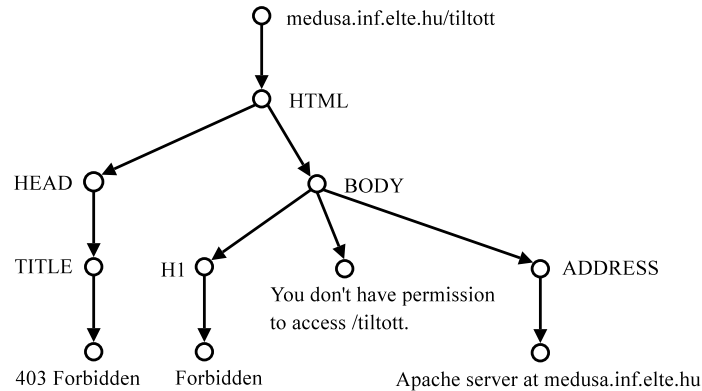 medusa.inf.elte.hu/tiltott
HTML
HEAD
BODY
TITLE
H1
ADDRESS
You don't have permission
to access /tiltott.
403 Forbidden
Forbidden
Apache server at medusa.inf.elte.hu